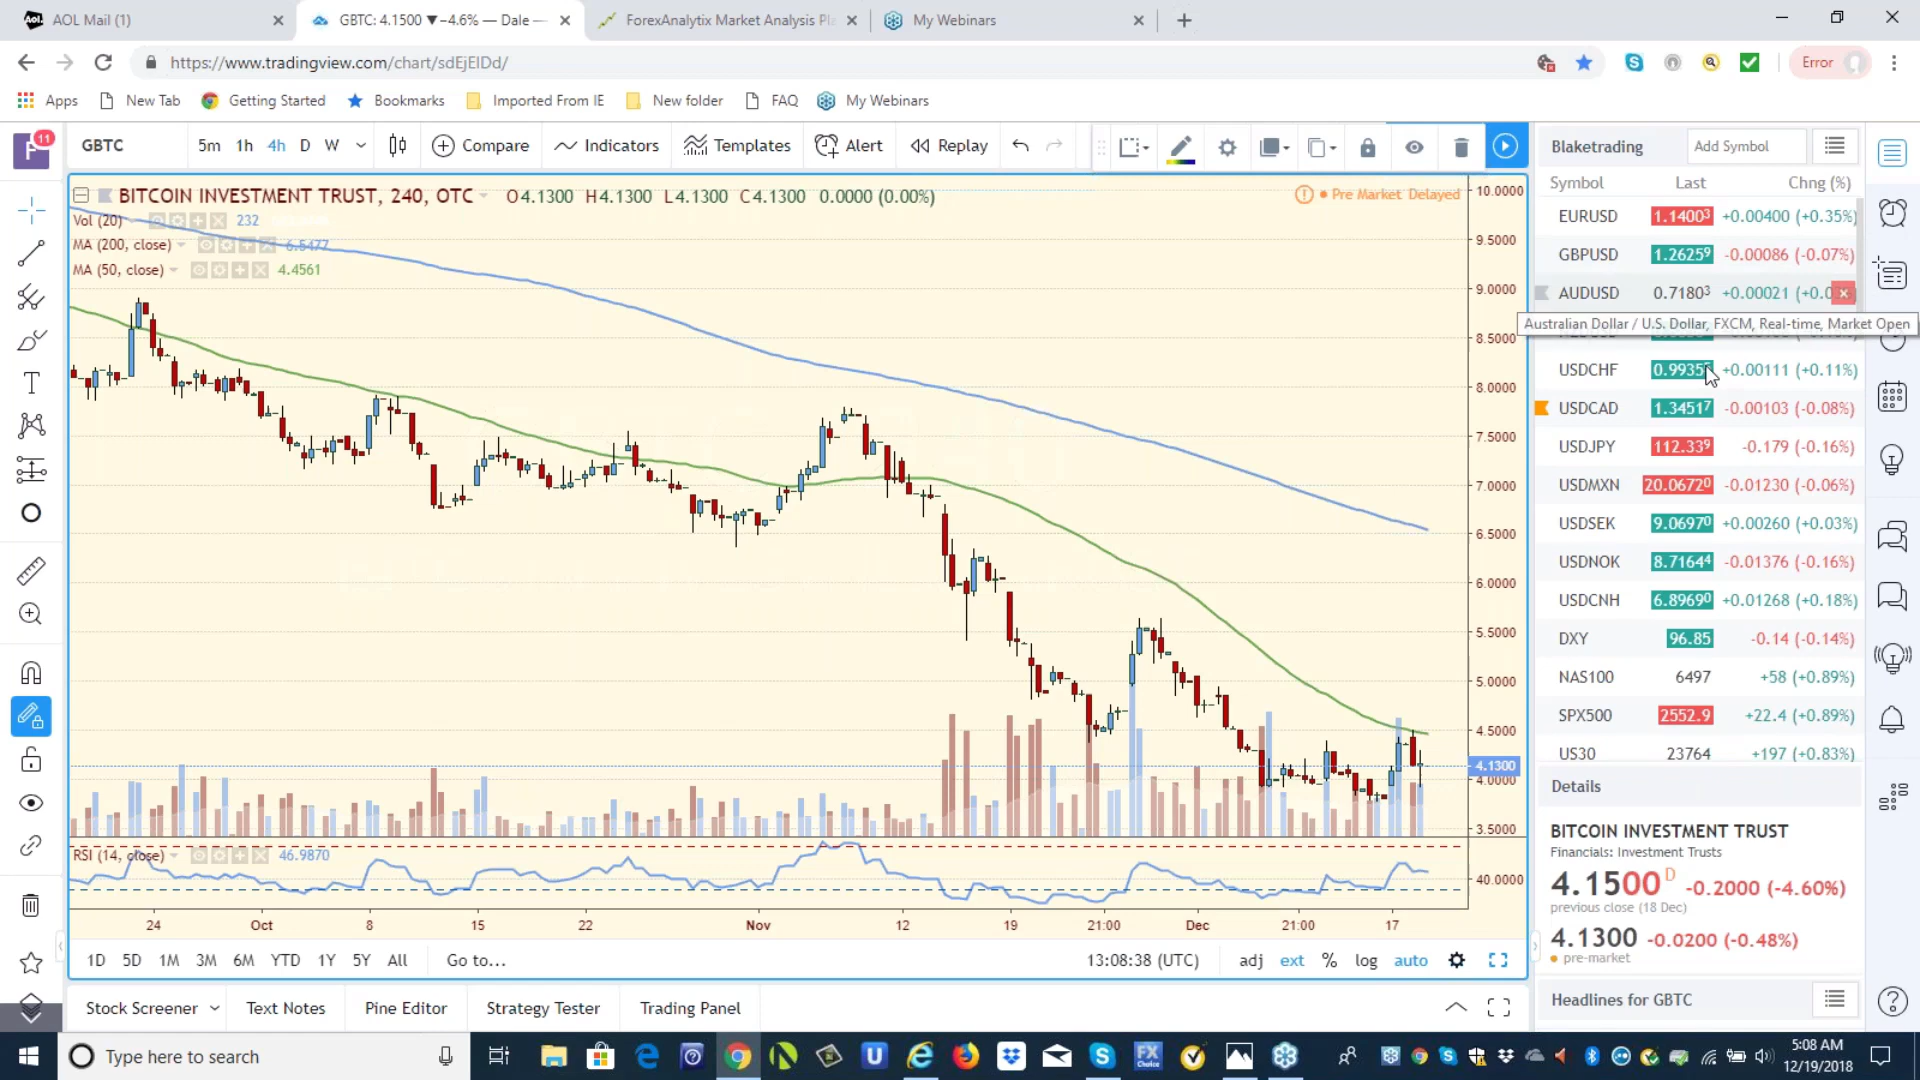 AOL Mail (1)
GBTC: 4.1500 ▼−4.6% — Dale —
ForexAnalytix Market Analysis Pl
My Webinars
https://www.tradingview.com/chart/sdEjEIDd/
Error
Apps
New Tab
Getting Started
Bookmarks
Imported From IE
New folder
FAQ
My Webinars
11
GBTC
5m 1h 4h D W
Compare
Indicators
Templates
Alert
Replay
Blaketrading
Add Symbol
BITCOIN INVESTMENT TRUST, 240, OTC
O4.1300 H4.1300 L4.1300 C4.1300 0.0000 (0.00%)
Pre Market Delayed
Vol (20) 232
MA (200, close) 6.5477
MA (50, close) 4.4561
10.0000
9.5000
9.0000
8.5000
8.0000
7.5000
7.0000
6.5000
6.0000
5.5000
5.0000
4.5000
4.1300
4.0000
3.5000
RSI (14, close) 46.9870
40.0000
24 Oct 8 15 22 Nov 12 19 21:00 Dec 21:00 17
1D 5D 1M 3M 6M YTD 1Y 5Y All Go to...
13:08:38 (UTC) adj ext % log auto
Stock Screener
Text Notes
Pine Editor
Strategy Tester
Trading Panel
Symbol Last Chng (%)
EURUSD 1.14003 +0.00400 (+0.35%)
GBPUSD 1.26259 -0.00086 (-0.07%)
AUDUSD 0.71803 +0.00021 (+0.0
Australian Dollar / U.S. Dollar, FXCM, Real-time, Market Open
USDCHF 0.9935 +0.00111 (+0.11%)
USDCAD 1.34517 -0.00103 (-0.08%)
USDJPY 112.339 -0.179 (-0.16%)
USDMXN 20.06720 -0.01230 (-0.06%)
USDSEK 9.06970 +0.00260 (+0.03%)
USDNOK 8.71644 -0.01376 (-0.16%)
USDCNH 6.89690 +0.01268 (+0.18%)
DXY 96.85 -0.14 (-0.14%)
NAS100 6497 +58 (+0.89%)
SPX500 2552.9 +22.4 (+0.89%)
US30 23764 +197 (+0.83%)
Details
BITCOIN INVESTMENT TRUST
Financials: Investment Trusts
4.1500 D -0.2000 (-4.60%)
previous close (18 Dec)
4.1300 -0.0200 (-0.48%)
pre-market
Headlines for GBTC
Type here to search
FX
Choice
5:08 AM
12/19/2018